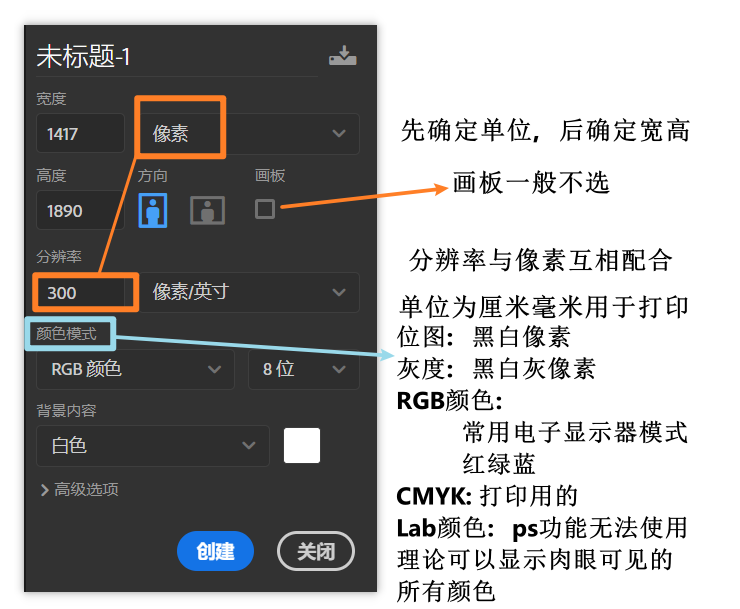 未标题-1
宽度
1417
像素
高度
方向
画板
1890
分辨率
300
像素/英寸
颜色模式
RGB 颜色
8 位
背景内容
白色
高级选项
创建
关闭
先确定单位，后确定宽高
画板一般不选
分辨率与像素互相配合
单位为厘米毫米用于打印
位图：黑白像素
灰度：黑白灰像素
RGB颜色:
常用电子显示器模式
红绿蓝
CMYK: 打印用的
Lab颜色：ps功能无法使用
理论可以显示肉眼可见的
所有颜色